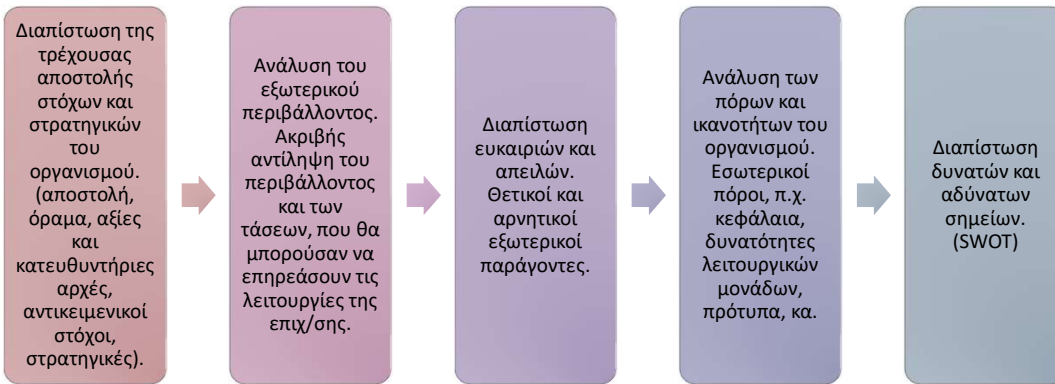 Διαπίστωση της
τρέχουσας
αποστολής
στόχων και
στρατηγικών
του
οργανισμού.
(αποστολή,
όραμα, αξίες
και
κατευθυντήριες
αρχές,
αντικειμενικοί
στόχοι,
στρατηγικές).
Ανάλυση του
εξωτερικού
περιβάλλοντος.
Ακριβής
αντίληψη του
περιβάλλοντος
και των
τάσεων, που θα
μπορούσαν να
επηρεάσουν τις
λειτουργίες της
επιχ/σης.
Διαπίστωση
ευκαιριών και
απειλών.
Θετικοί και
αρνητικοί
εξωτερικοί
παράγοντες.
Ανάλυση των
πόρων και
ικανοτήτων του
οργανισμού.
Εσωτερικοί
πόροι, π.χ.
κεφάλαια,
δυνατότητες
λειτουργικών
μονάδων,
πρότυπα, κα.
Διαπίστωση
δυνατών και
αδύνατων
σημείων.
(SWOT)